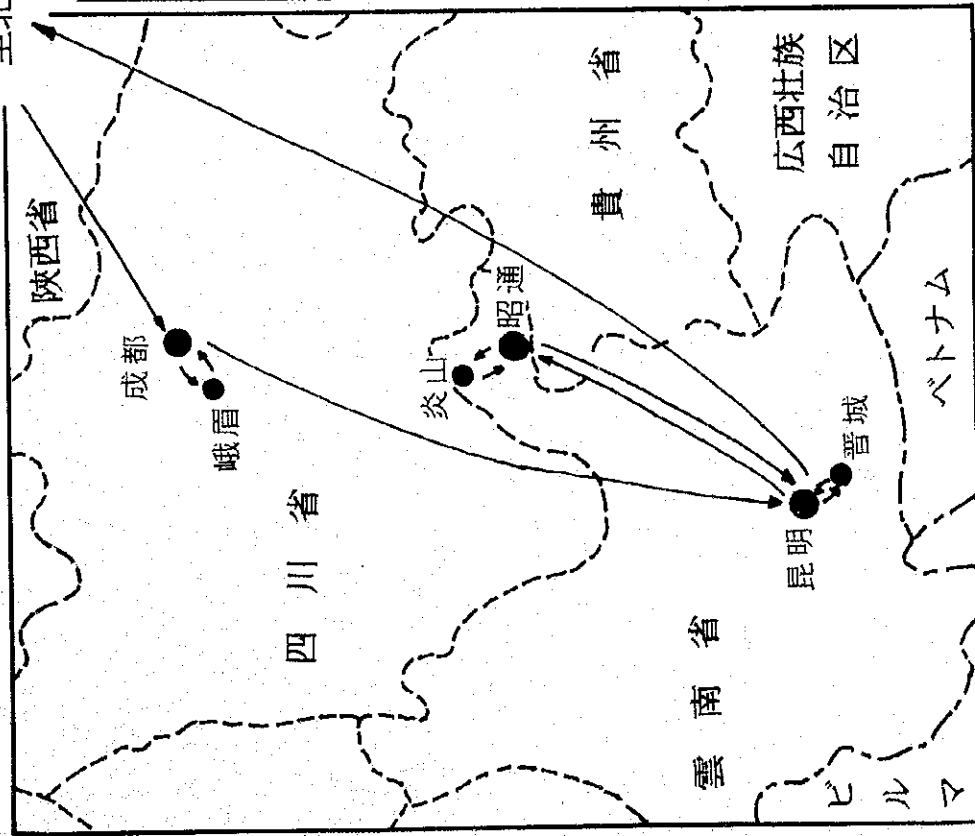 陝西省
成都
峨眉
四川省
炎山
昭通
貴州省
広西壮族
自治区
昆明
晋城
雲南省
ベトナム
ビルマ